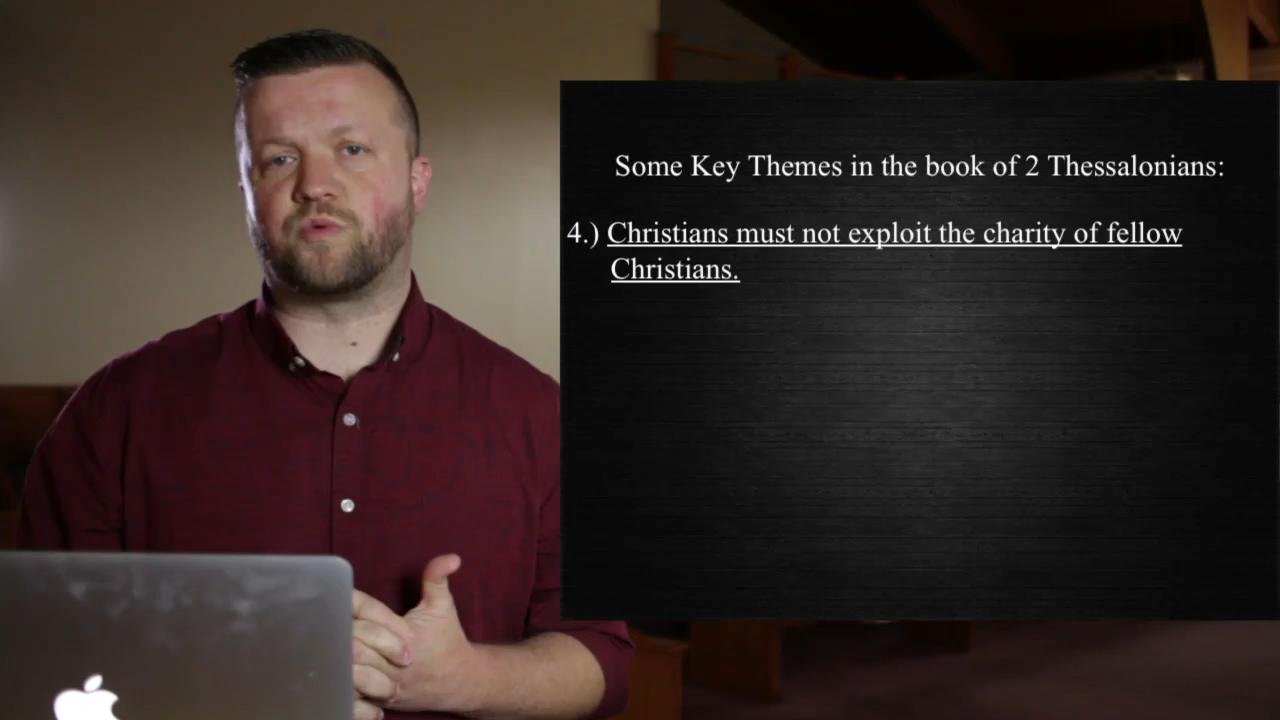 Some Key Themes in the book of 2 Thessalonians:
4.) Christians must not exploit the charity of fellow
Christians.